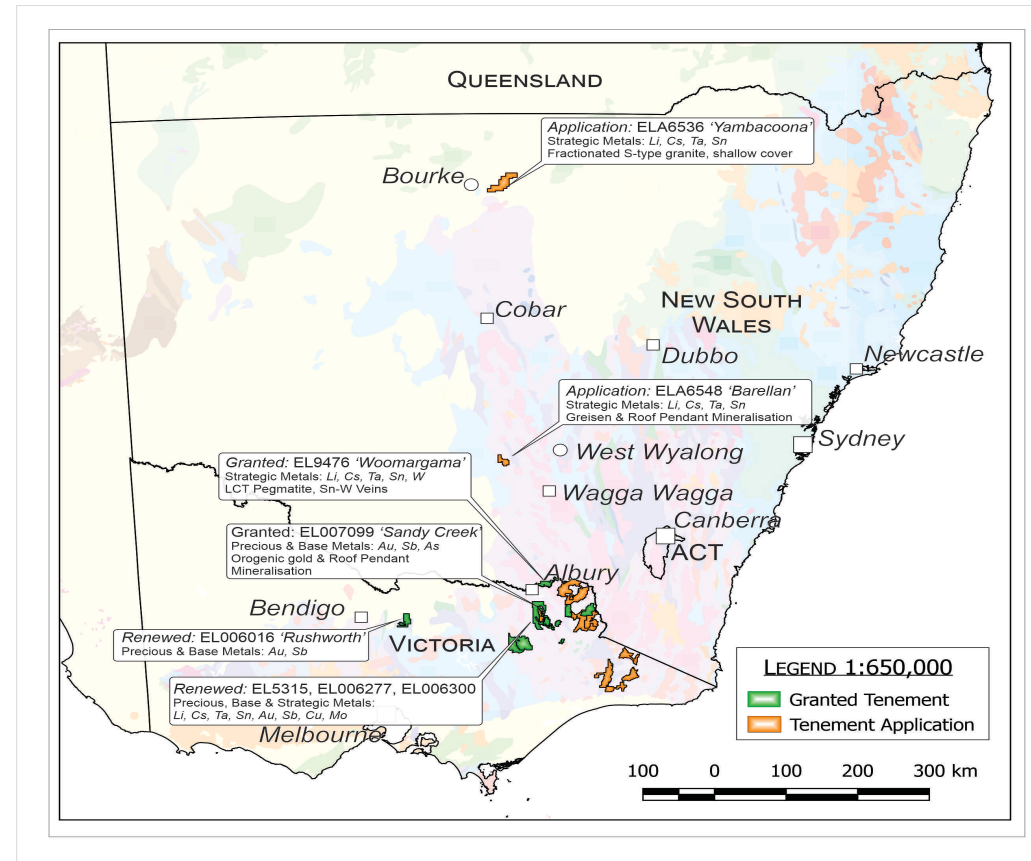 QUEENSLAND
Application: ELA6536 ‘Yambacoona’
Strategic Metals: Li, Cs, Ta, Sn
Fractionated S-type granite, shallow cover
Bourke
Cobar
NEW SOUTH
WALES
Dubbo
Newcastle
Application: ELA6548 ‘Barellan’
Strategic Metals: Li, Cs, Ta, Sn
Greisen & Roof Pendant Mineralisation
Sydney
West Wyalong
Granted: EL9476 ‘Woomargama’
Strategic Metals: Li, Cs, Ta, Sn, W
LCT Pegmatite, Sn-W Veins
Wagga Wagga
Canberra
ACT
Granted: EL007099 ‘Sandy Creek’
Precious & Base Metals: Au, Sb, As
Orogenic gold & Roof Pendant
Mineralisation
Albury
Bendigo
Renewed: EL006016 ‘Rushworth’
Precious & Base Metals: Au, Sb
VICTORIA
Renewed: EL5315, EL006277, EL006300
Precious, Base & Strategic Metals:
Li, Cs, Ta, Sn, Au, Sb, Cu, Mo
Melbourne
LEGEND 1:650,000
Granted Tenement
Tenement Application
100 0 100 200 300 km